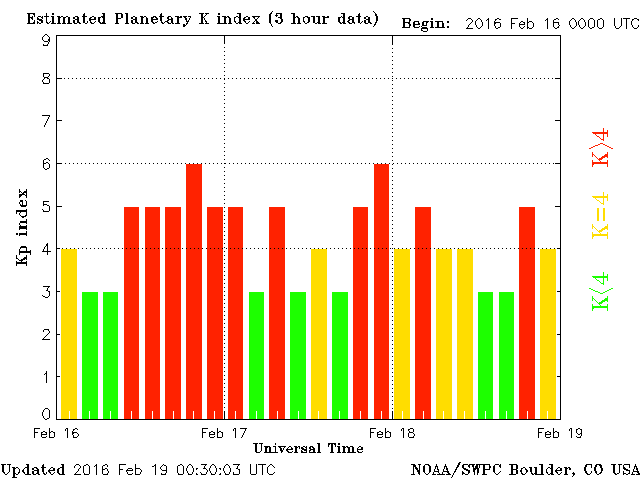 Estimated Planetary K index (3 hour data)
Begin: 2016 Feb 16 0000 UTC
9
8
7
6
5
4
3
2
1
0
Kp index
K>4
K=4
K<4
Feb 16
Feb 17
Feb 18
Feb 19
Universal Time
Updated 2016 Feb 19 00:30:03 UTC
NOAA/SWPC Boulder, CO USA